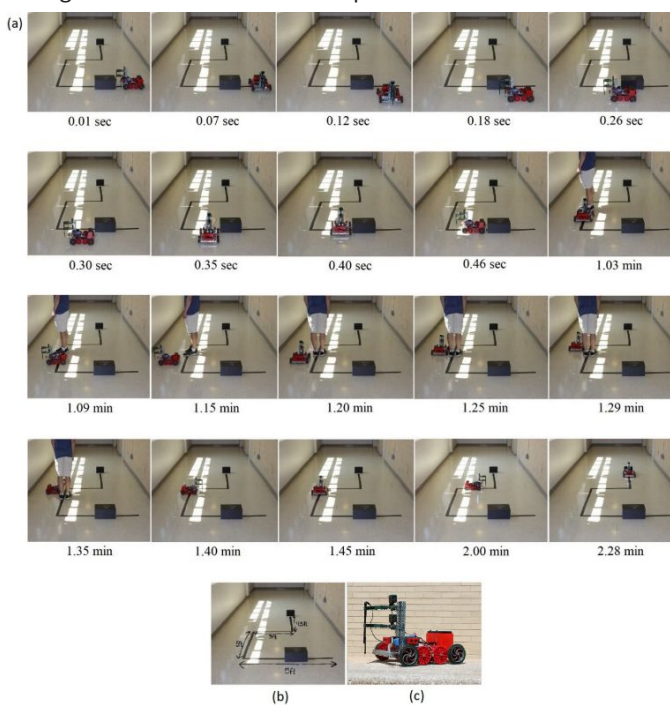 (a)
0.01 sec
0.07 sec
0.12 sec
0.18 sec
0.26 sec
0.30 sec
0.35 sec
0.40 sec
0.46 sec
1.03 min
1.09 min
1.15 min
1.20 min
1.25 min
1.29 min
1.35 min
1.40 min
1.45 min
2.00 min
2.28 min
(b)
(c)